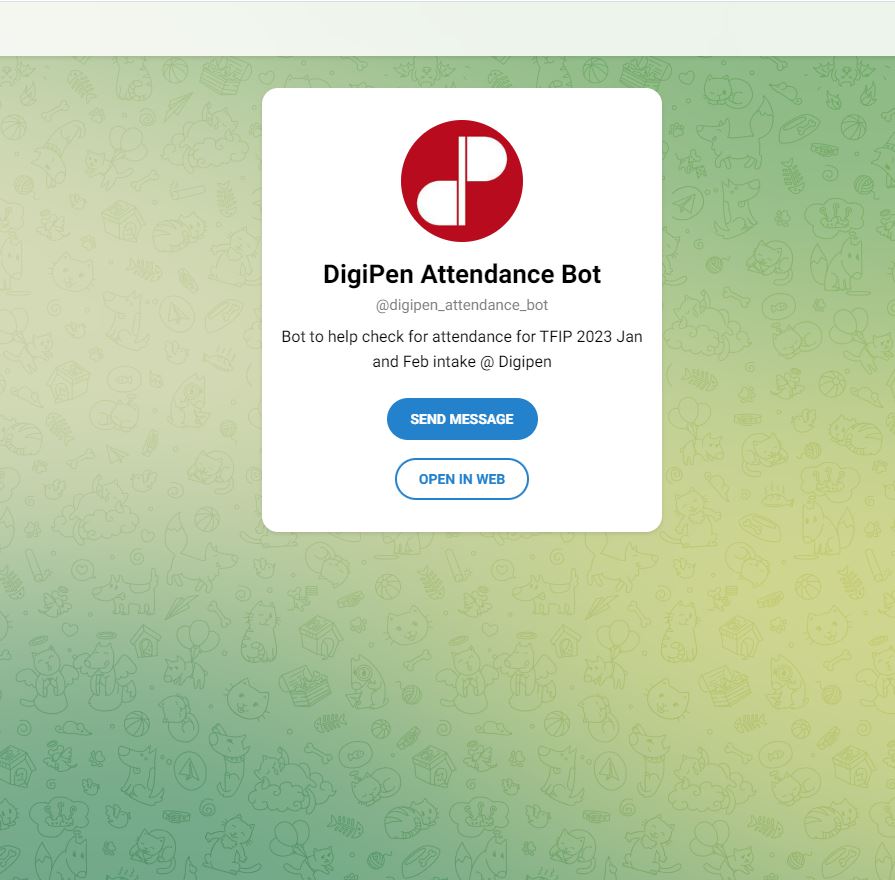 DigiPen Attendance Bot
@digipen_attendance_bot
Bot to help check for attendance for TFIP 2023 Jan
and Feb intake @ Digipen
SEND MESSAGE
OPEN IN WEB